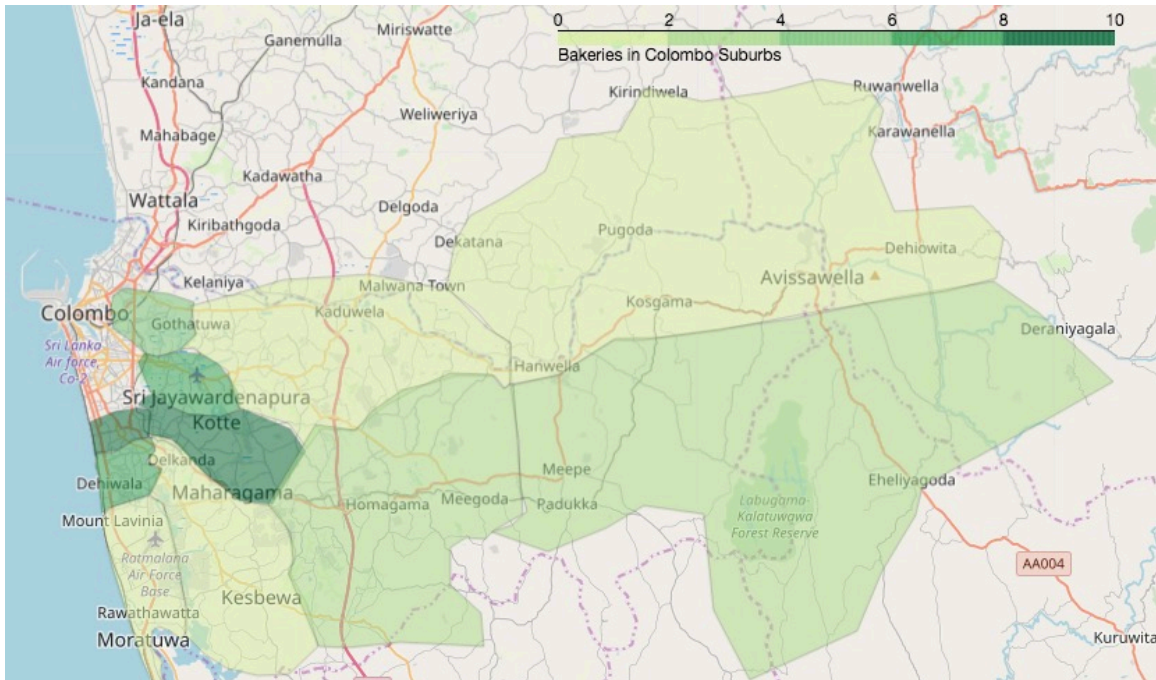 0 2 4 6 8 10
Bakeries in Colombo Suburbs
Ja-ela
Ganemulla
Miriswatte
Kandana
Kirindiwela
Ruwanwella
Weliweriya
Mahabage
Karawanella
Kadawatha
Wattala
Delgoda
Kiribathgoda
Pugoda
Dekatana
Dehiowita
Kelaniya
Malwana Town
Avissawella
Kosgama
Colombo
Kaduwela
Gothatuwa
Deraniyagala
Sri Lanka
Air force,
Co-2
Hanwella
Sri Jayawardenapura
Kotte
Delkanda
Meepe
Dehiwala
Eheliyagoda
Maharagama
Homagama
Meegoda
Padukka
Labugama-
Kalatuwawa
Forest Reserve
Mount Lavinia
Ratmalana
Air Force
Base
AA004
Kesbewa
Rawathawatta
Moratuwa
Kuruwita